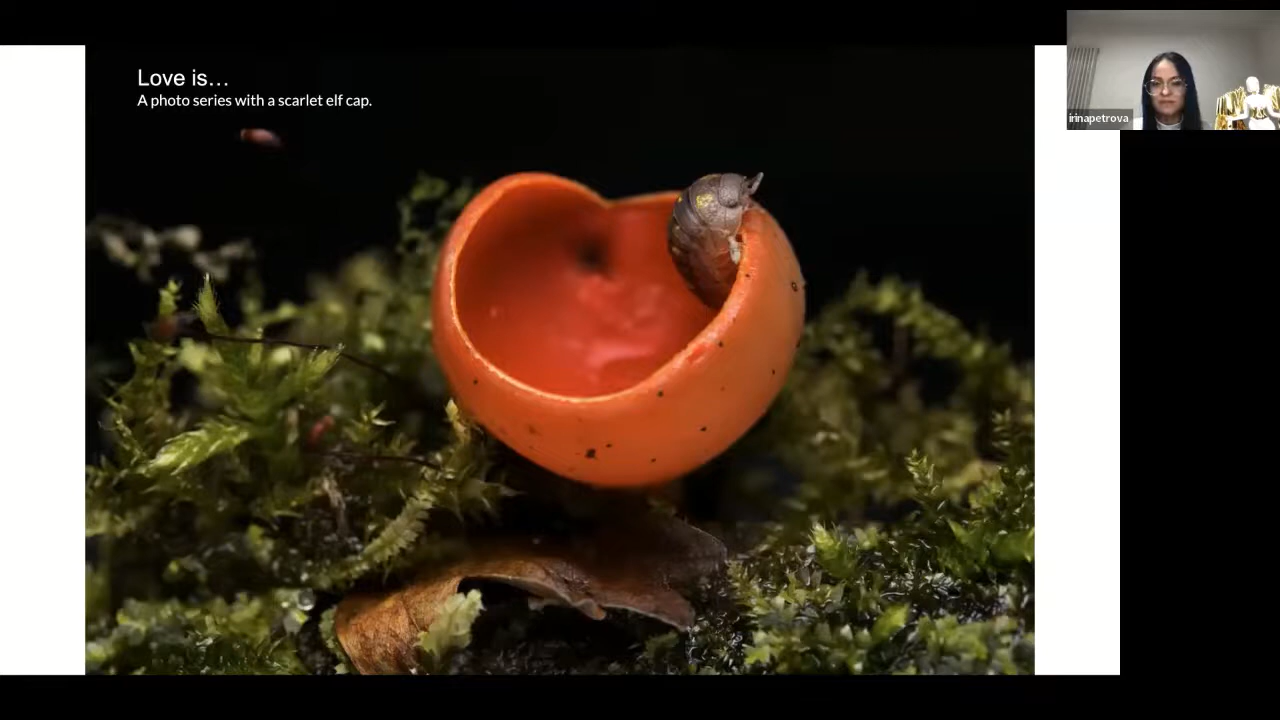 Love is…
A photo series with a scarlet elf cap.
irinapetrova